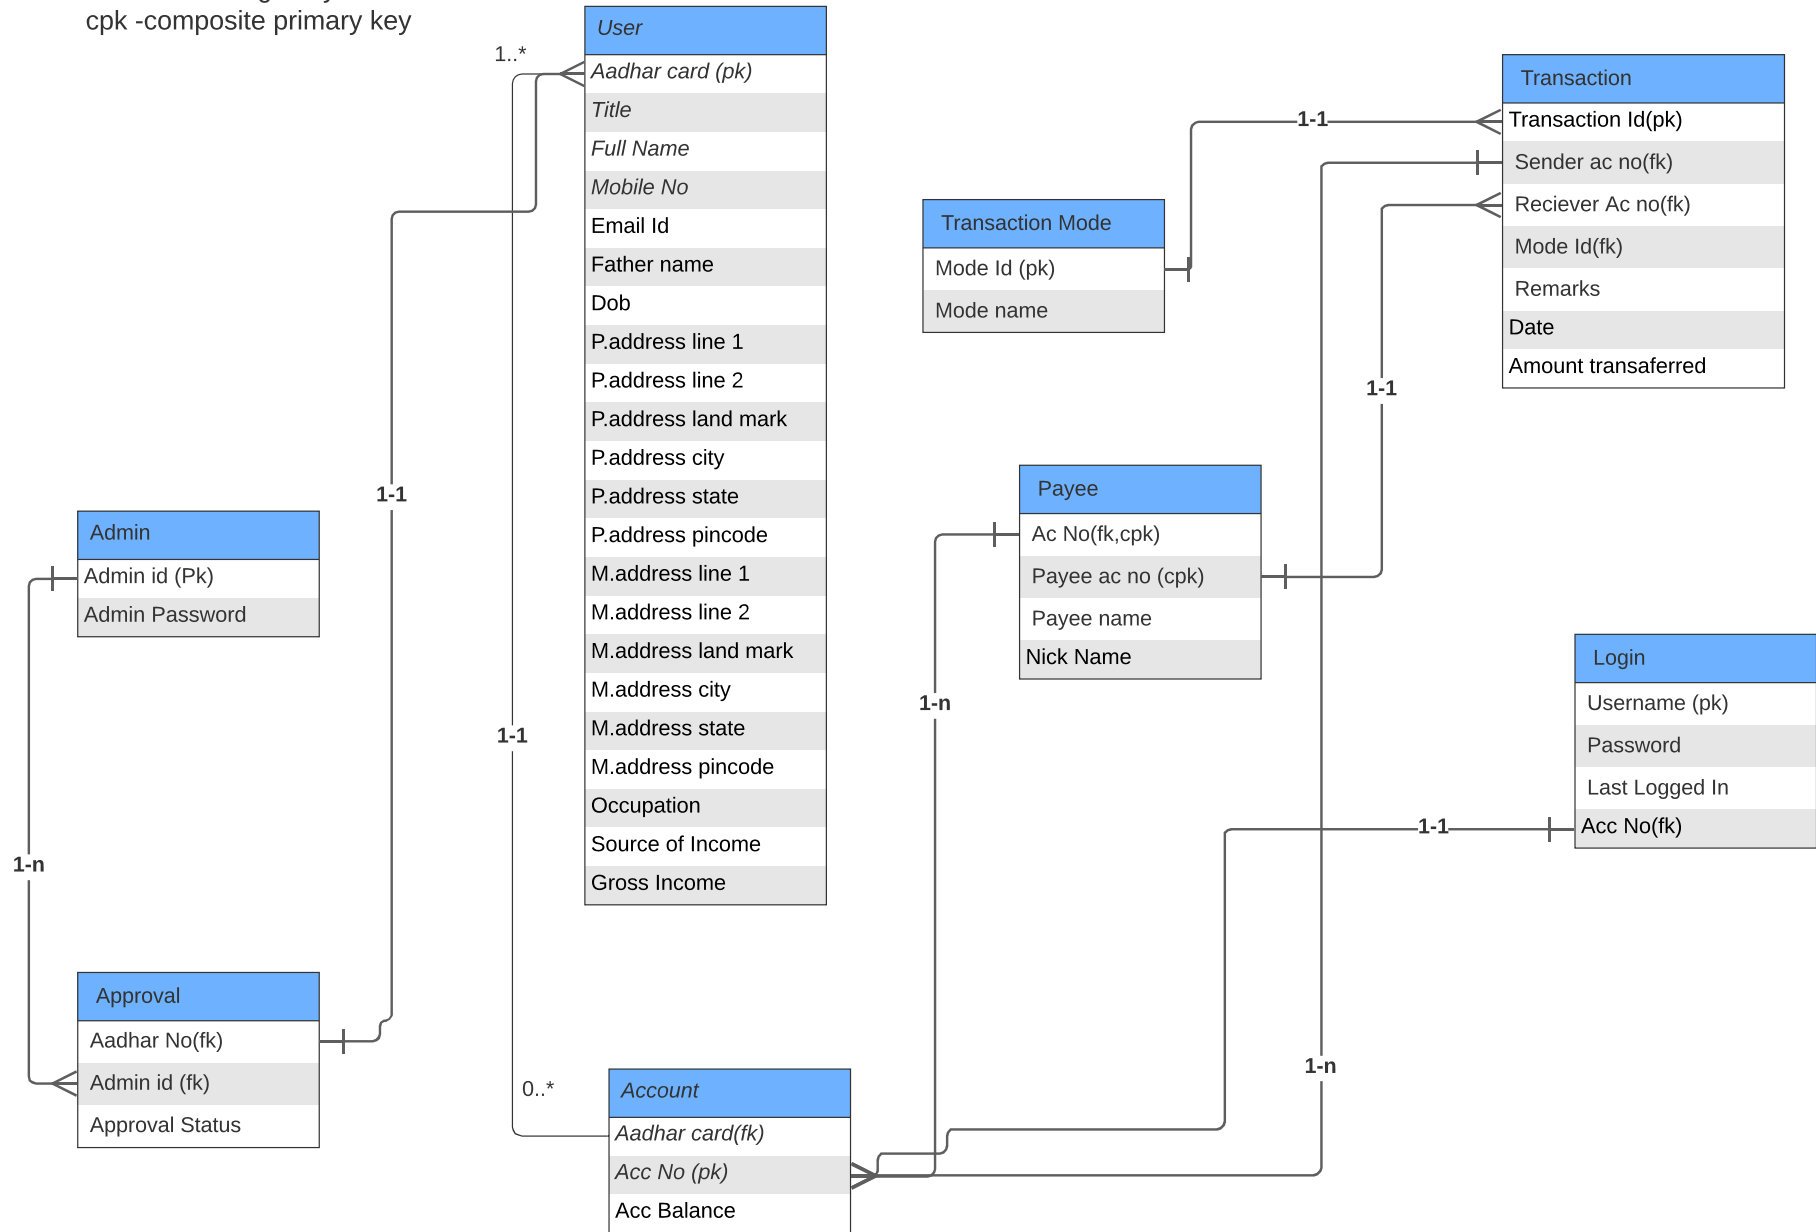 cpk -composite primary key
User
Aadhar card (pk)
Title
Full Name
Mobile No
Email Id
Father name
Dob
P.address line 1
P.address line 2
P.address land mark
P.address city
P.address state
P.address pincode
M.address line 1
M.address line 2
M.address land mark
M.address city
M.address state
M.address pincode
Occupation
Source of Income
Gross Income
1..*
1-1
0..*
1-1
Admin
Admin id (Pk)
Admin Password
1-n
Approval
Aadhar No(fk)
Admin id (fk)
Approval Status
Account
Aadhar card(fk)
Acc No (pk)
Acc Balance
Transaction Mode
Mode Id (pk)
Mode name
1-1
Transaction
Transaction Id(pk)
Sender ac no(fk)
Reciever Ac no(fk)
Mode Id(fk)
Remarks
Date
Amount transaferred
1-1
Payee
Ac No(fk,cpk)
Payee ac no (cpk)
Payee name
Nick Name
1-n
Login
Username (pk)
Password
Last Logged In
Acc No(fk)
1-1
1-n